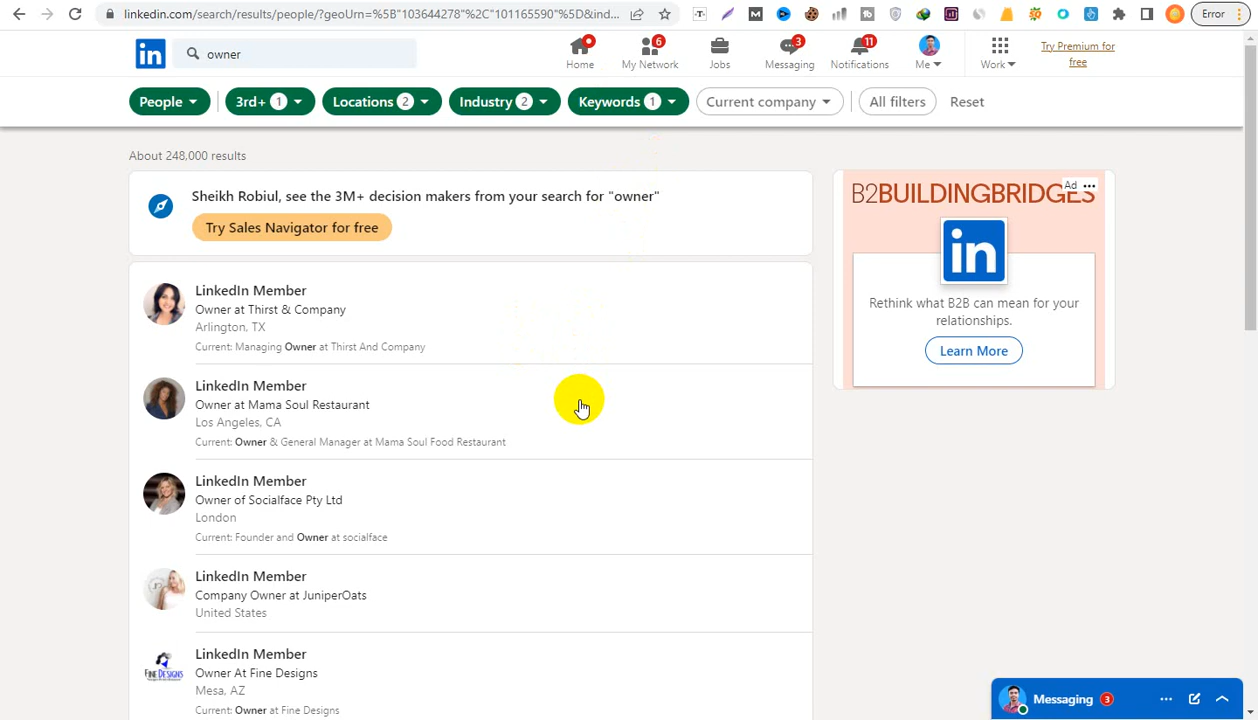 linkedin.com/search/results/people/?geoUrn=%5B"103644278"%2C"101165590"%5D&ind...
Error
in
owner
6
3
11
Home
My Network
Jobs
Messaging
Notifications
Me
Work
Try Premium for
free
People
3rd+ 1
Locations 2
Industry 2
Keywords 1
Current company
All filters
Reset
About 248,000 results
Sheikh Robiul, see the 3M+ decision makers from your search for "owner"
Try Sales Navigator for free
LinkedIn Member
Owner at Thirst & Company
Arlington, TX
Current: Managing Owner at Thirst And Company
LinkedIn Member
Owner at Mama Soul Restaurant
Los Angeles, CA
Current: Owner & General Manager at Mama Soul Food Restaurant
LinkedIn Member
Owner of Socialface Pty Ltd
London
Current: Founder and Owner at socialface
LinkedIn Member
Company Owner at JuniperOats
United States
LinkedIn Member
FINE DESIGNS
Owner At Fine Designs
Mesa, AZ
Current: Owner at Fine Designs
Ad
B2BUILDINGBRIDGES
in
Rethink what B2B can mean for your
relationships.
Learn More
Messaging 3